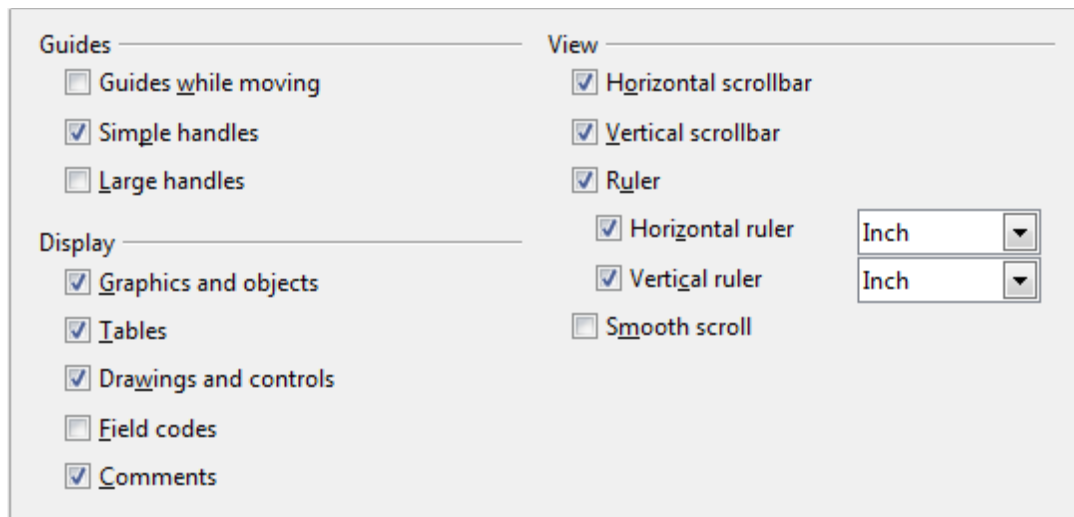 Guides
Guides while moving
Simple handles
Large handles
Display
Graphics and objects
Tables
Drawings and controls
Field codes
Comments
View
Horizontal scrollbar
Vertical scrollbar
Ruler
Horizontal ruler Inch
Vertical ruler Inch
Smooth scroll